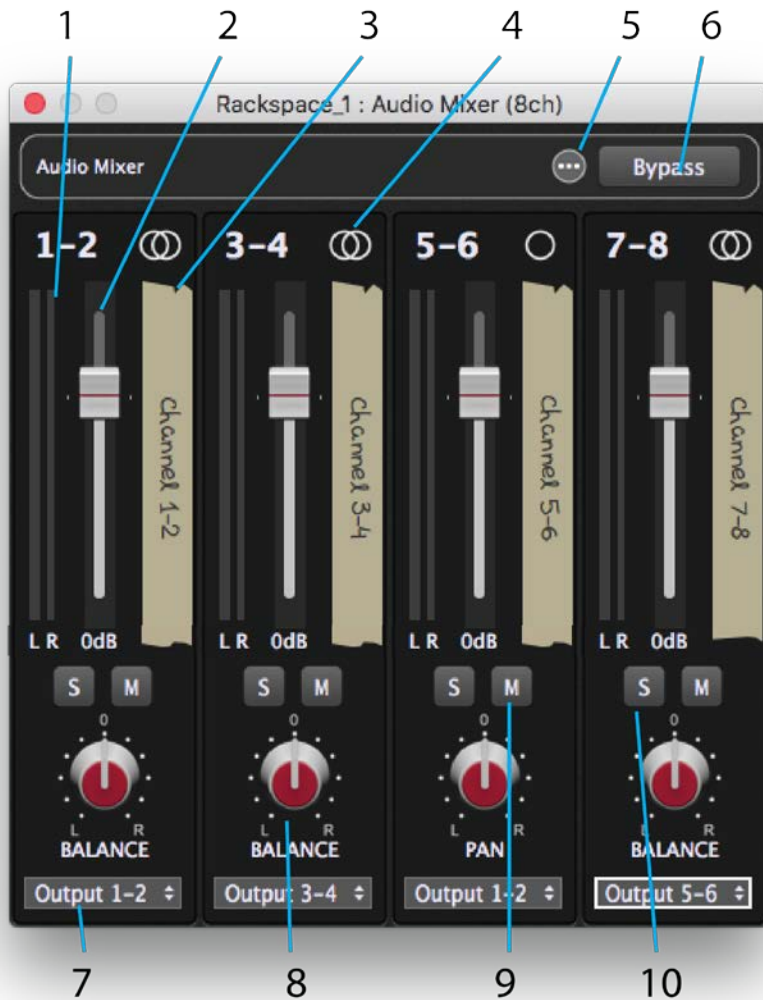 1 2 3 4 5 6
Rackspace_1 : Audio Mixer (8ch)
Audio Mixer
Bypass
1-2 3-4 5-6 7-8
Channel 1-2
Channel 3-4
Channel 5-6
Channel 7-8
L R 0dB L R 0dB L R 0dB L R 0dB
S M S M S M S M
0 0 0 0
L R L R L R L R
BALANCE BALANCE PAN BALANCE
Output 1-2 Output 3-4 Output 1-2 Output 5-6
7 8 9 10